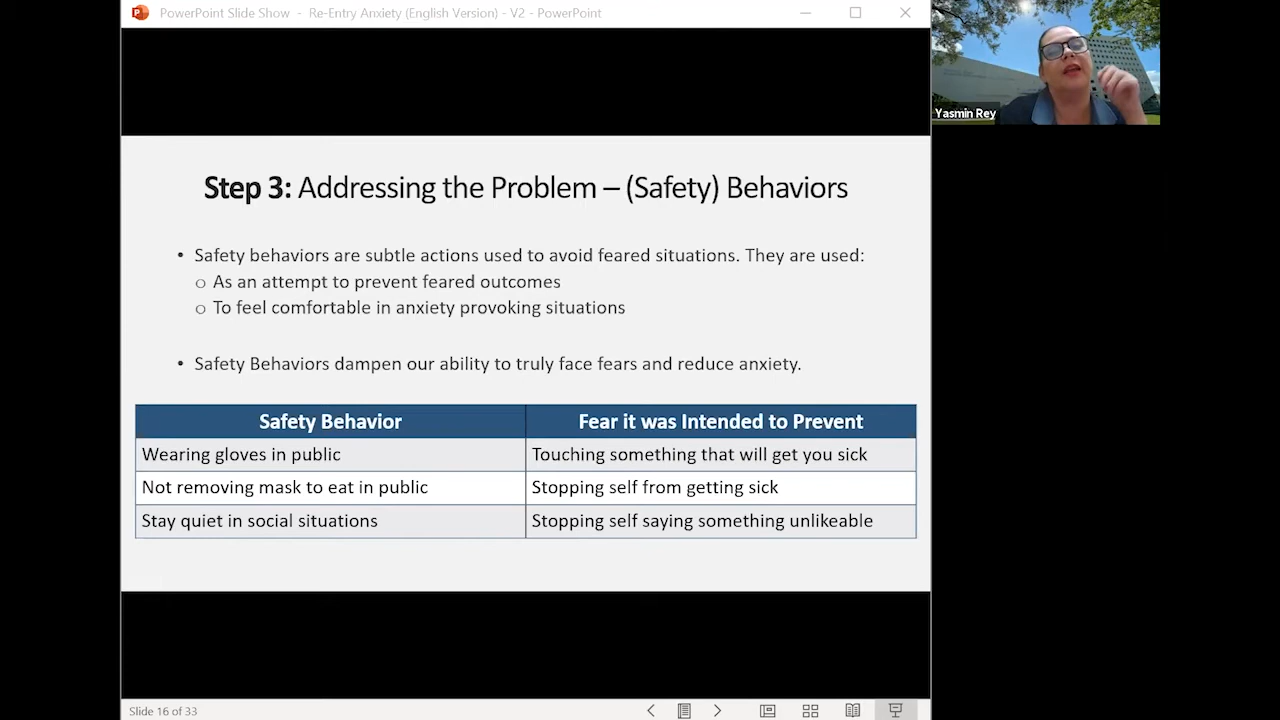 PowerPoint Slide Show - Re-Entry Anxiety (English Version) - V2 - PowerPoint
Yasmin Rey
Step 3: Addressing the Problem – (Safety) Behaviors
• Safety behaviors are subtle actions used to avoid feared situations. They are used:
o As an attempt to prevent feared outcomes
o To feel comfortable in anxiety provoking situations
• Safety Behaviors dampen our ability to truly face fears and reduce anxiety.
Safety Behavior Fear it was Intended to Prevent
Wearing gloves in public Touching something that will get you sick
Not removing mask to eat in public Stopping self from getting sick
Stay quiet in social situations Stopping self saying something unlikeable
Slide 16 of 33